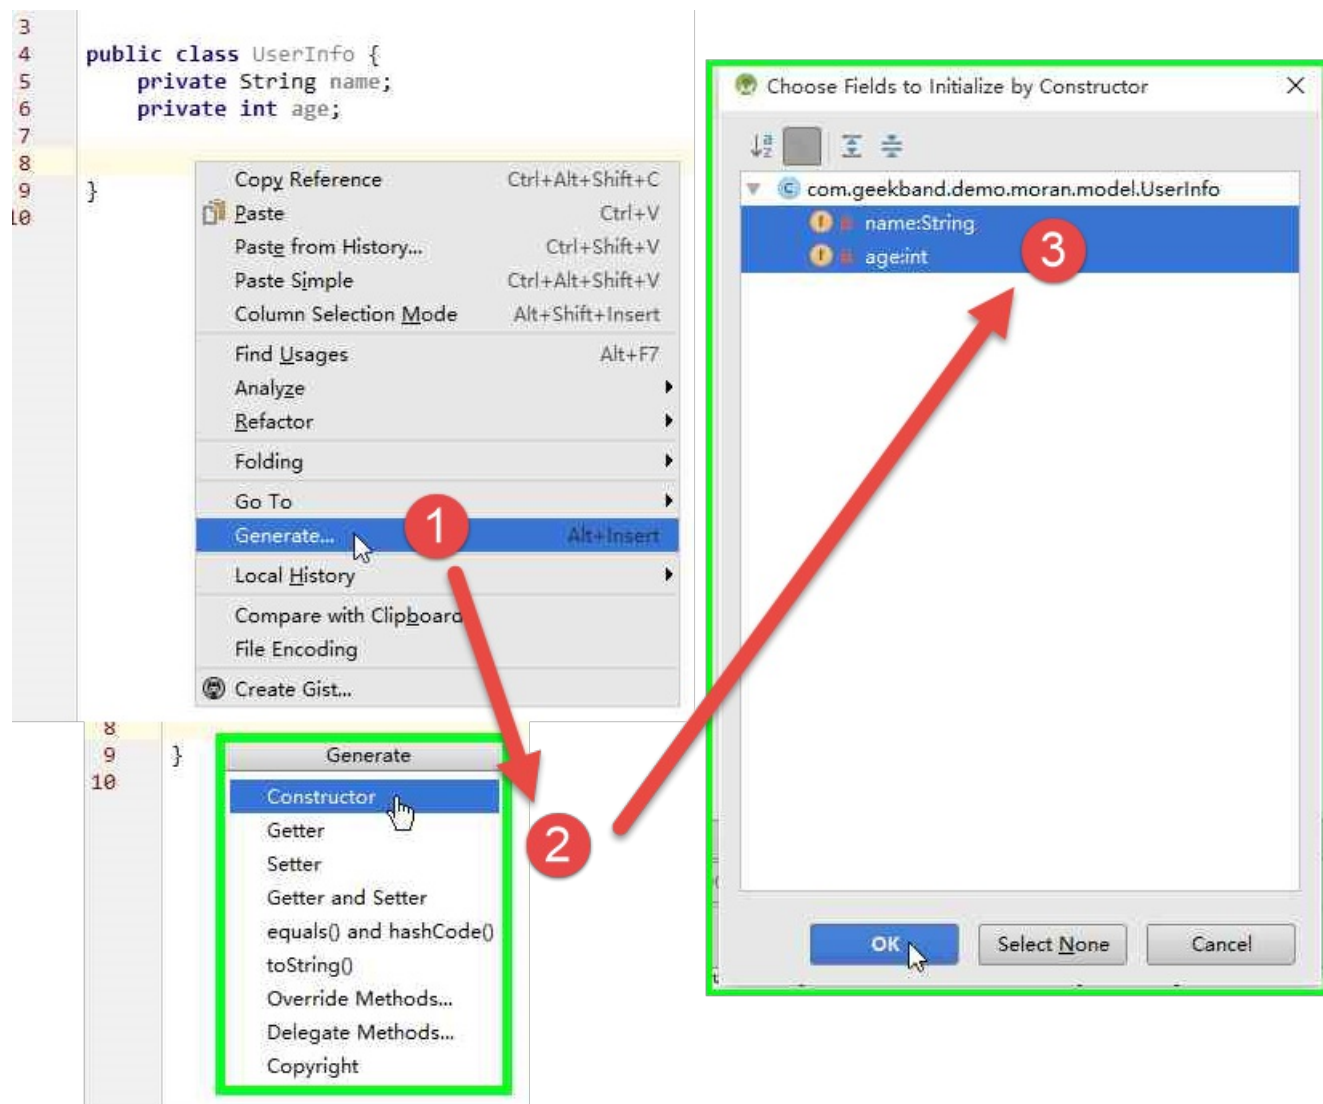 3
4 public class UserInfo {
5 private String name;
6 private int age;
7
8
9 }
10
Copy Reference Ctrl+Alt+Shift+C
Paste Ctrl+V
Paste from History... Ctrl+Shift+V
Paste Simple Ctrl+Alt+Shift+V
Column Selection Mode Alt+Shift+Insert
Find Usages Alt+F7
Analyze
Refactor
Folding
Go To
Generate... Alt+Insert
1
Local History
Compare with Clipboard
File Encoding
Create Gist...
8
9 }
10
Generate
Constructor
Getter
Setter
Getter and Setter
equals() and hashCode()
toString()
Override Methods...
Delegate Methods...
Copyright
2
Choose Fields to Initialize by Constructor
com.geekband.demo.moran.model.UserInfo
name:String
age:int
3
OK Select None Cancel